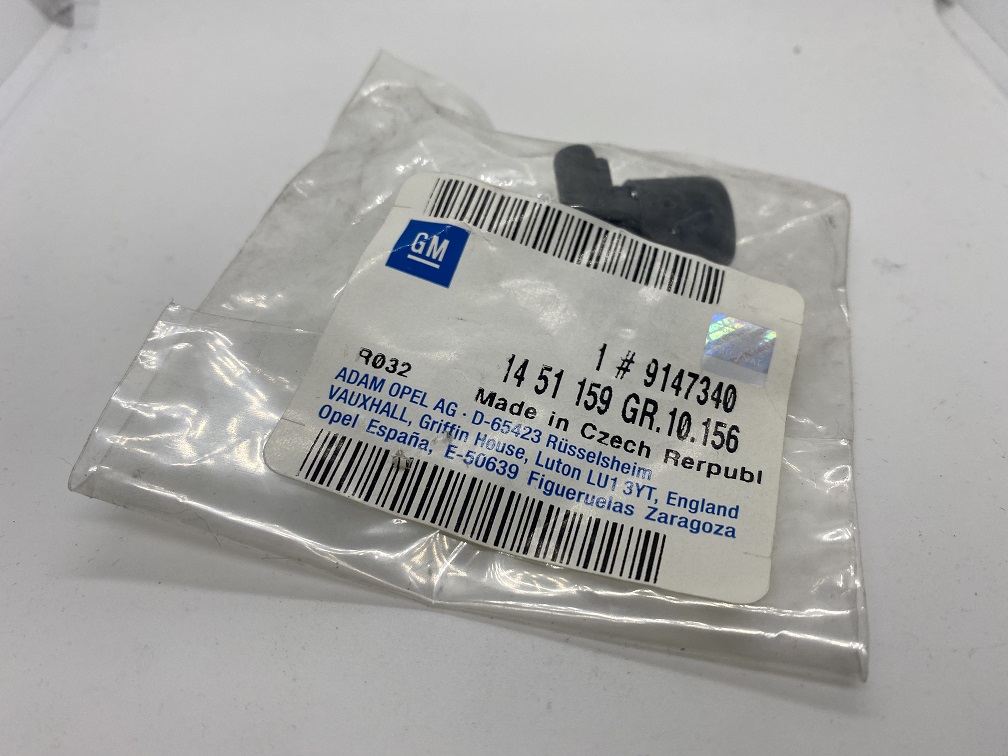 GM
1 # 9147340
14 51 159 GR.10.156
R032
Made in Czech Rerpubl
ADAM OPEL AG · D-65423 Rüsselsheim
VAUXHALL, Griffin House, Luton LU1 3YT, England
Opel España, E-50639 Figueruelas Zaragoza